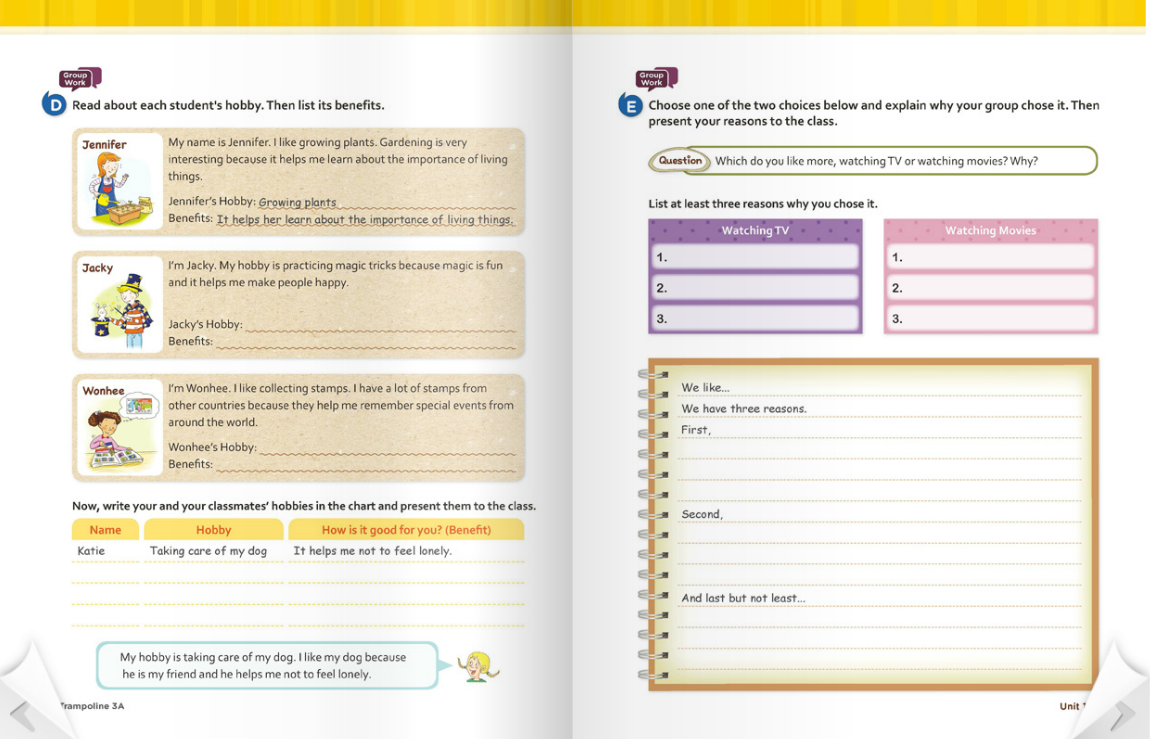 Group
Work
D
Read about each student's hobby. Then list its benefits.
Jennifer
My name is Jennifer. I like growing plants. Gardening is very
interesting because it helps me learn about the importance of living
things.
Jennifer's Hobby: Growing plants
Benefits: It helps her learn about the importance of living things.
Jacky
I'm Jacky. My hobby is practicing magic tricks because magic is fun
and it helps me make people happy.
Jacky's Hobby:
Benefits:
Wonhee
I'm Wonhee. I like collecting stamps. I have a lot of stamps from
other countries because they help me remember special events from
around the world.
Wonhee's Hobby:
Benefits:
Now, write your and your classmates' hobbies in the chart and present them to the class.
Name Hobby How is it good for you? (Benefit)
Katie Taking care of my dog It helps me not to feel lonely.
My hobby is taking care of my dog. I like my dog because
he is my friend and he helps me not to feel lonely.
Trampoline 3A
Group
Work
E
Choose one of the two choices below and explain why your group chose it. Then
present your reasons to the class.
Question Which do you like more, watching TV or watching movies? Why?
List at least three reasons why you chose it.
Watching TV
1.
2.
3.
Watching Movies
1.
2.
3.
We like...
We have three reasons.
First,
Second,
And last but not least...
Unit